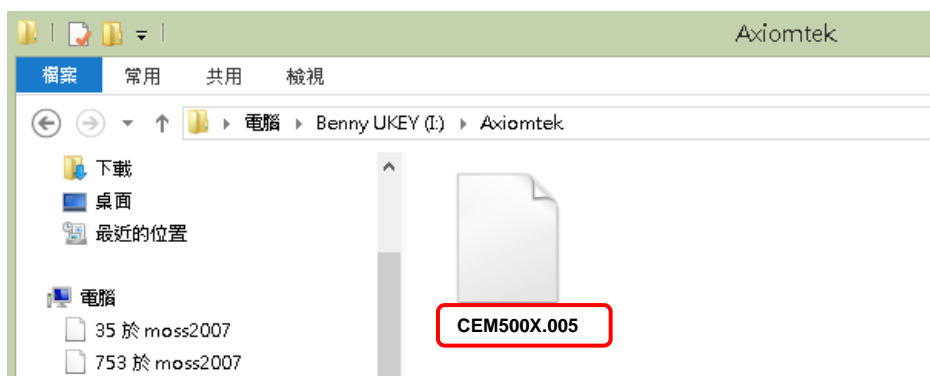 Axiomtek
檔案 常用 共用 檢視
電腦 Benny UKEY (I:) Axiomtek
下載
桌面
最近的位置
電腦
35 於 moss2007
753 於 moss2007
CEM500X.005